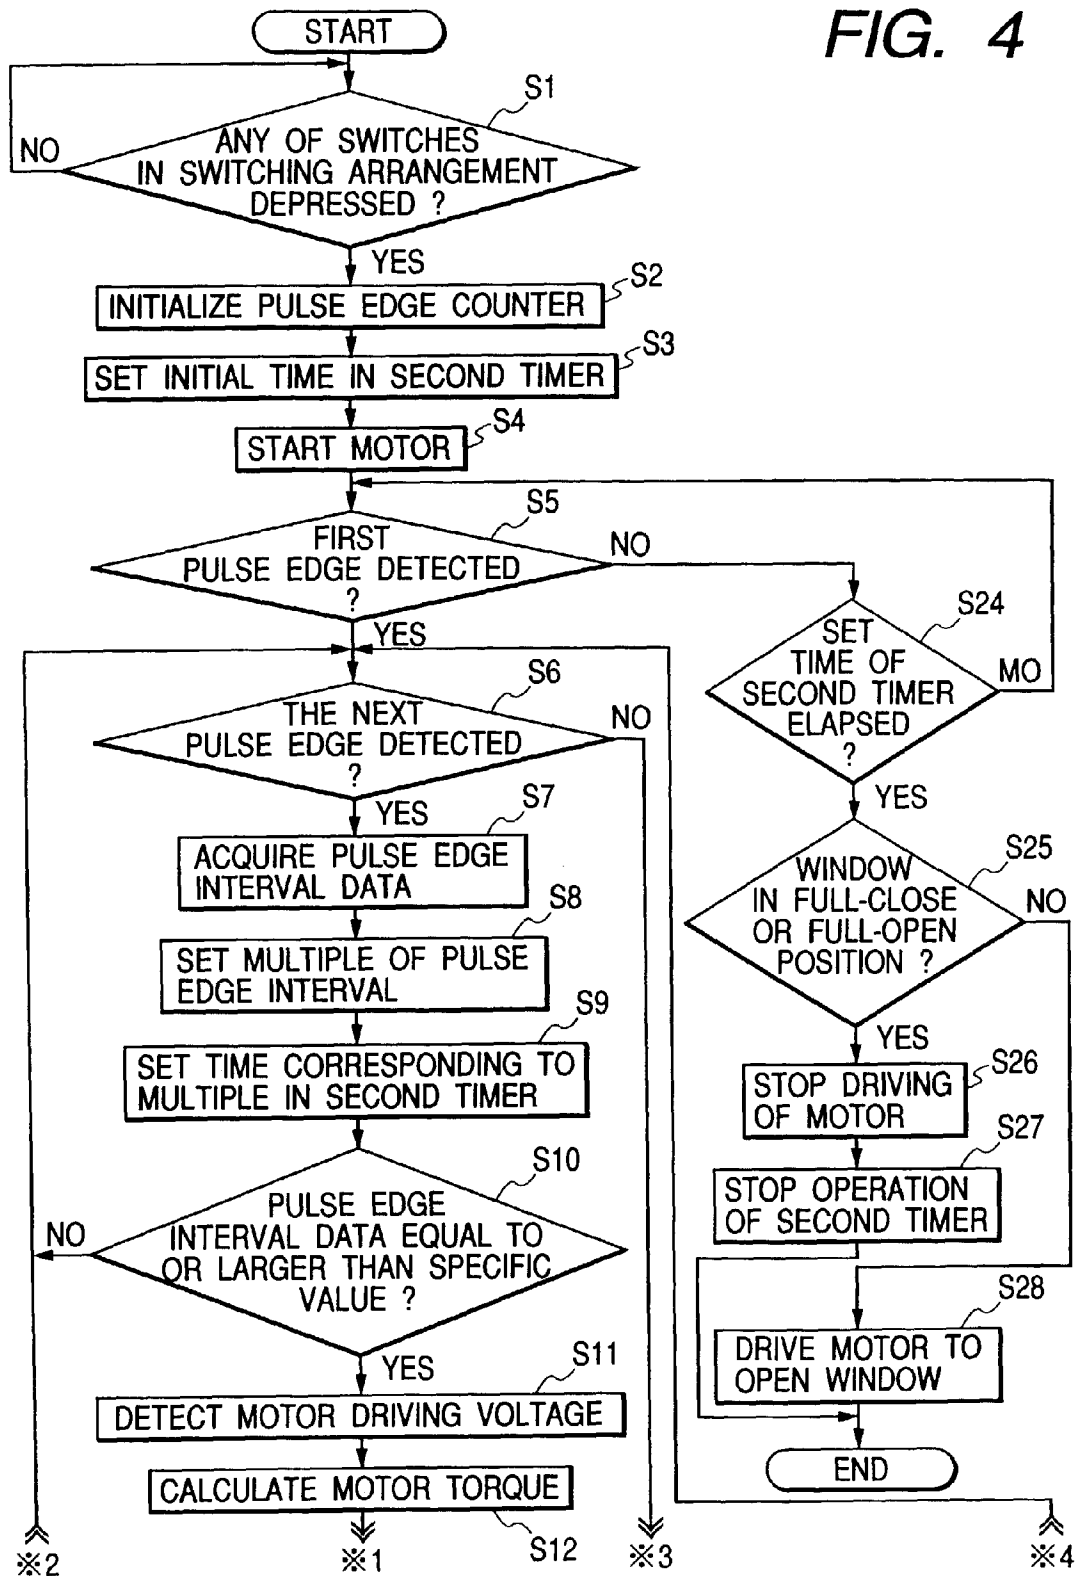 FIG. 4
START
S1
ANY OF SWITCHES
IN SWITCHING ARRANGEMENT
DEPRESSED ?
NO
YES
S2
INITIALIZE PULSE EDGE COUNTER
S3
SET INITIAL TIME IN SECOND TIMER
S4
START MOTOR
S5
FIRST
PULSE EDGE DETECTED
?
NO
YES
S6
THE NEXT
PULSE EDGE DETECTED
?
NO
YES
S7
ACQUIRE PULSE EDGE
INTERVAL DATA
S8
SET MULTIPLE OF PULSE
EDGE INTERVAL
S9
SET TIME CORRESPONDING TO
MULTIPLE IN SECOND TIMER
S10
PULSE EDGE
INTERVAL DATA EQUAL TO
OR LARGER THAN SPECIFIC
VALUE ?
NO
YES
S11
DETECT MOTOR DRIVING VOLTAGE
CALCULATE MOTOR TORQUE
S12
S24
SET
TIME OF
SECOND TIMER
ELAPSED
?
MO
YES
S25
WINDOW
IN FULL-CLOSE
OR FULL-OPEN
POSITION ?
NO
YES
S26
STOP DRIVING
OF MOTOR
S27
STOP OPERATION
OF SECOND TIMER
S28
DRIVE MOTOR TO
OPEN WINDOW
END
※2
※1
※3
※4